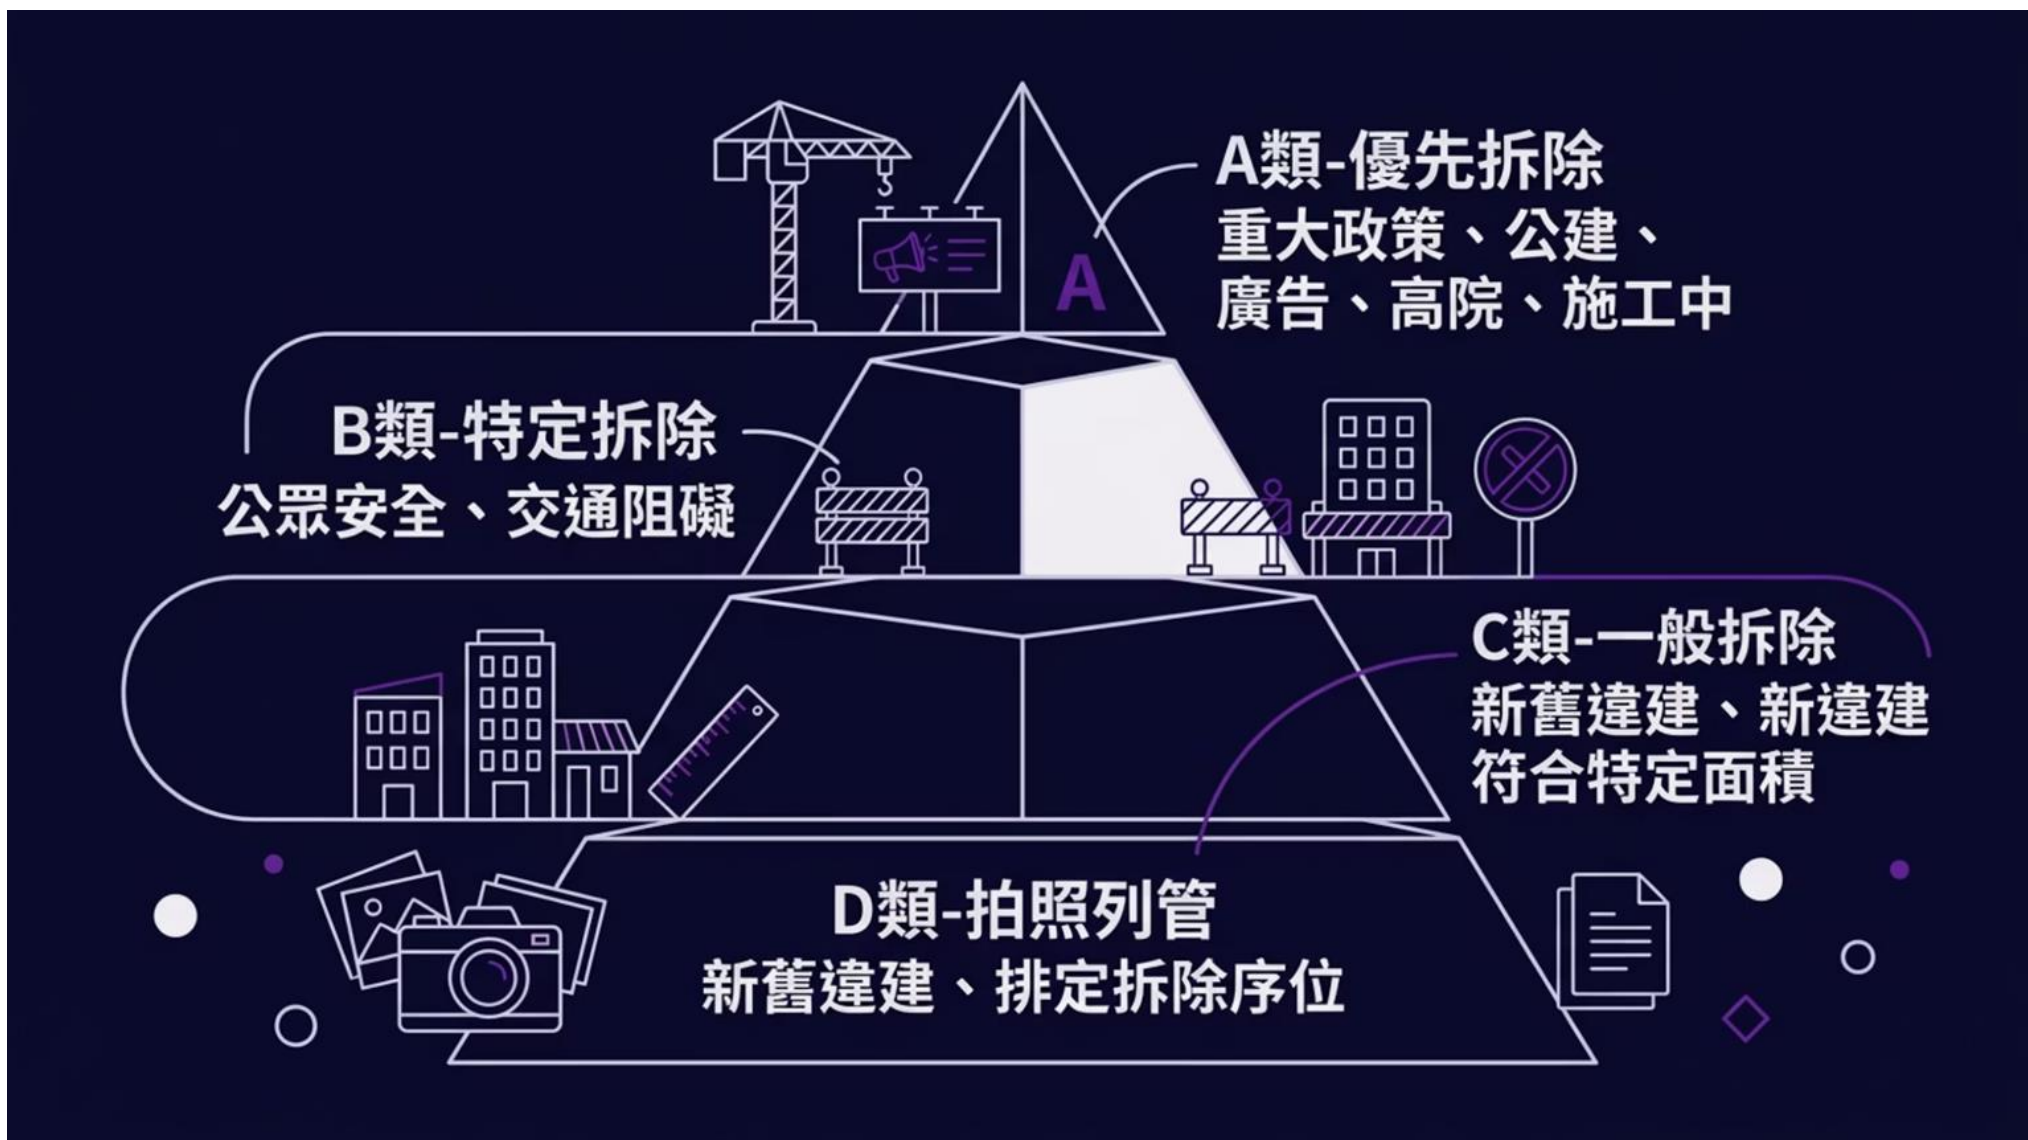 A類-優先拆除
重大政策、公建、
廣告、高院、施工中
A
B類-特定拆除
公眾安全、交通阻礙
C類-一般拆除
新舊違建、新違建
符合特定面積
D類-拍照列管
新舊違建、排定拆除序位